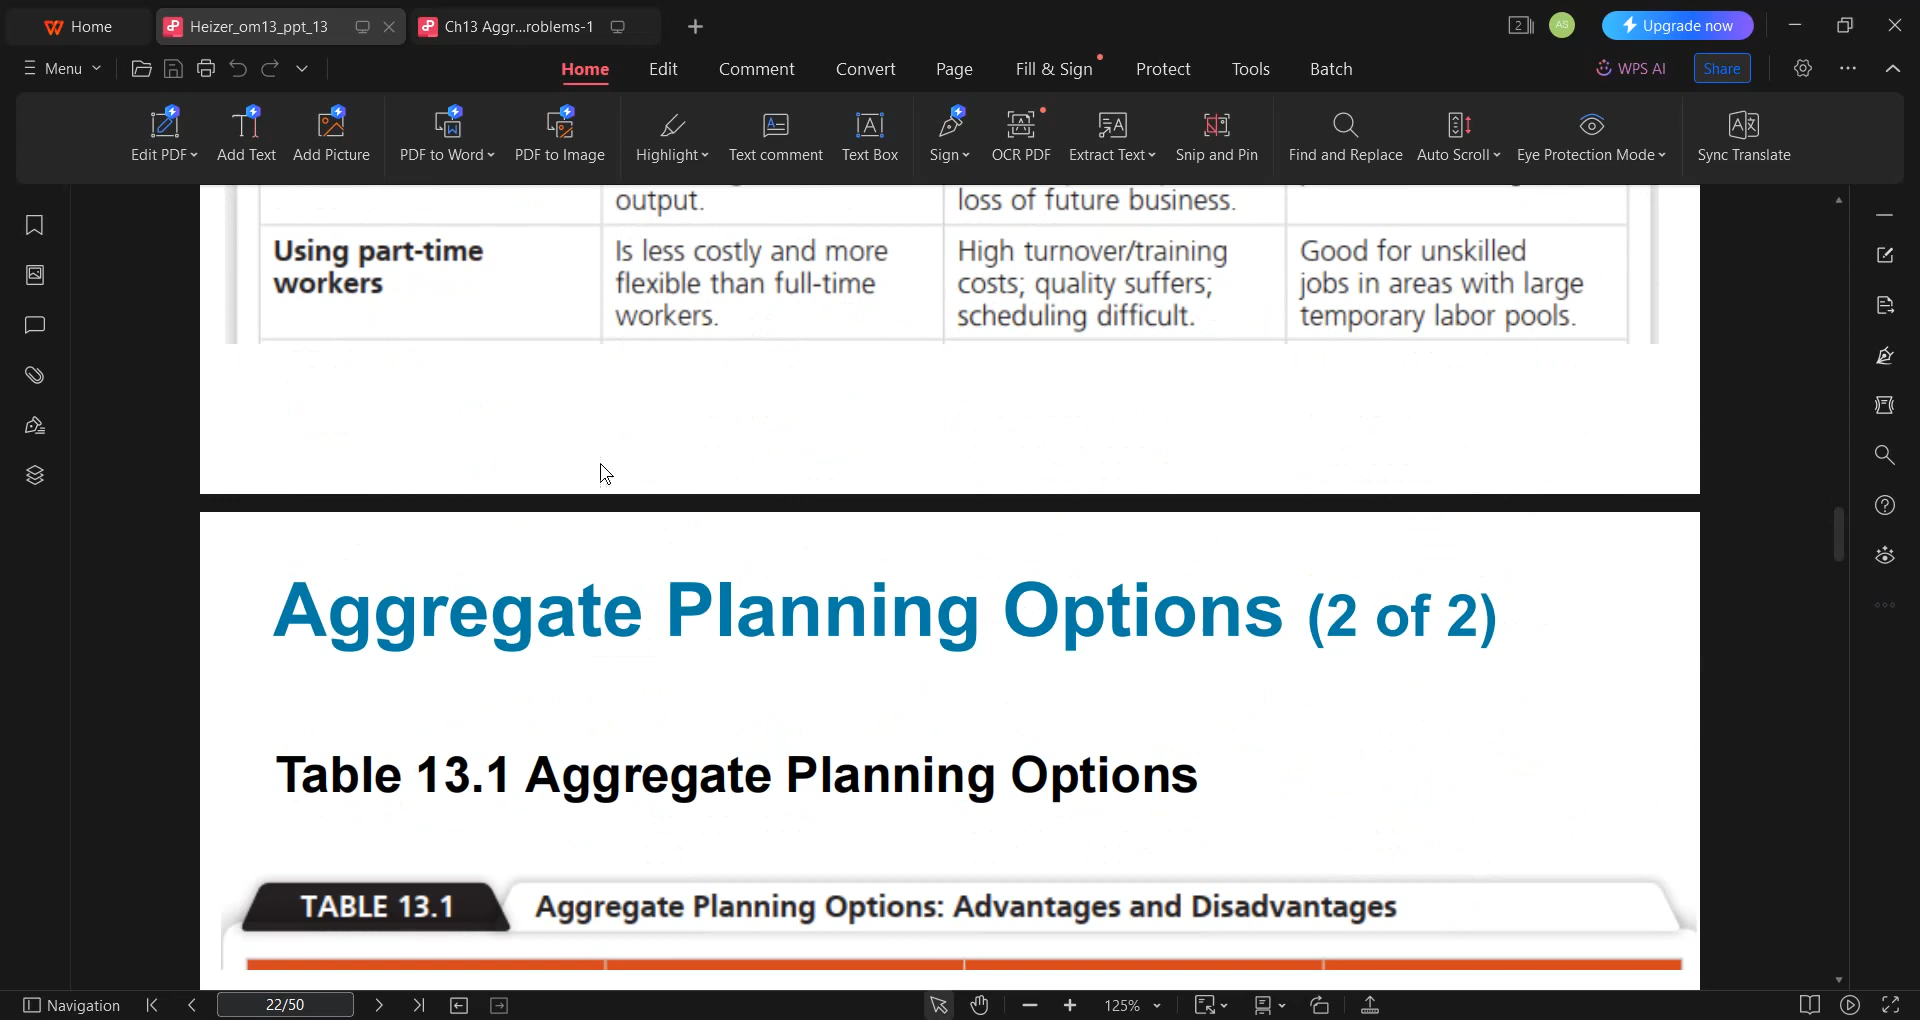 Home
Heizer_om13_ppt_13
Ch13 Aggr...roblems-1
2
AS
Upgrade now
Menu
Home
Edit
Comment
Convert
Page
Fill & Sign
Protect
Tools
Batch
WPS AI
Share
Edit PDF
Add Text
Add Picture
PDF to Word
PDF to Image
Highlight
Text comment
Text Box
Sign
OCR PDF
Extract Text
Snip and Pin
Find and Replace
Auto Scroll
Eye Protection Mode
Sync Translate
output.
loss of future business.
Using part-time
workers
Is less costly and more
flexible than full-time
workers.
High turnover/training
costs; quality suffers;
scheduling difficult.
Good for unskilled
jobs in areas with large
temporary labor pools.
Aggregate Planning Options (2 of 2)
Table 13.1 Aggregate Planning Options
TABLE 13.1
Aggregate Planning Options: Advantages and Disadvantages
Navigation
22/50
125%